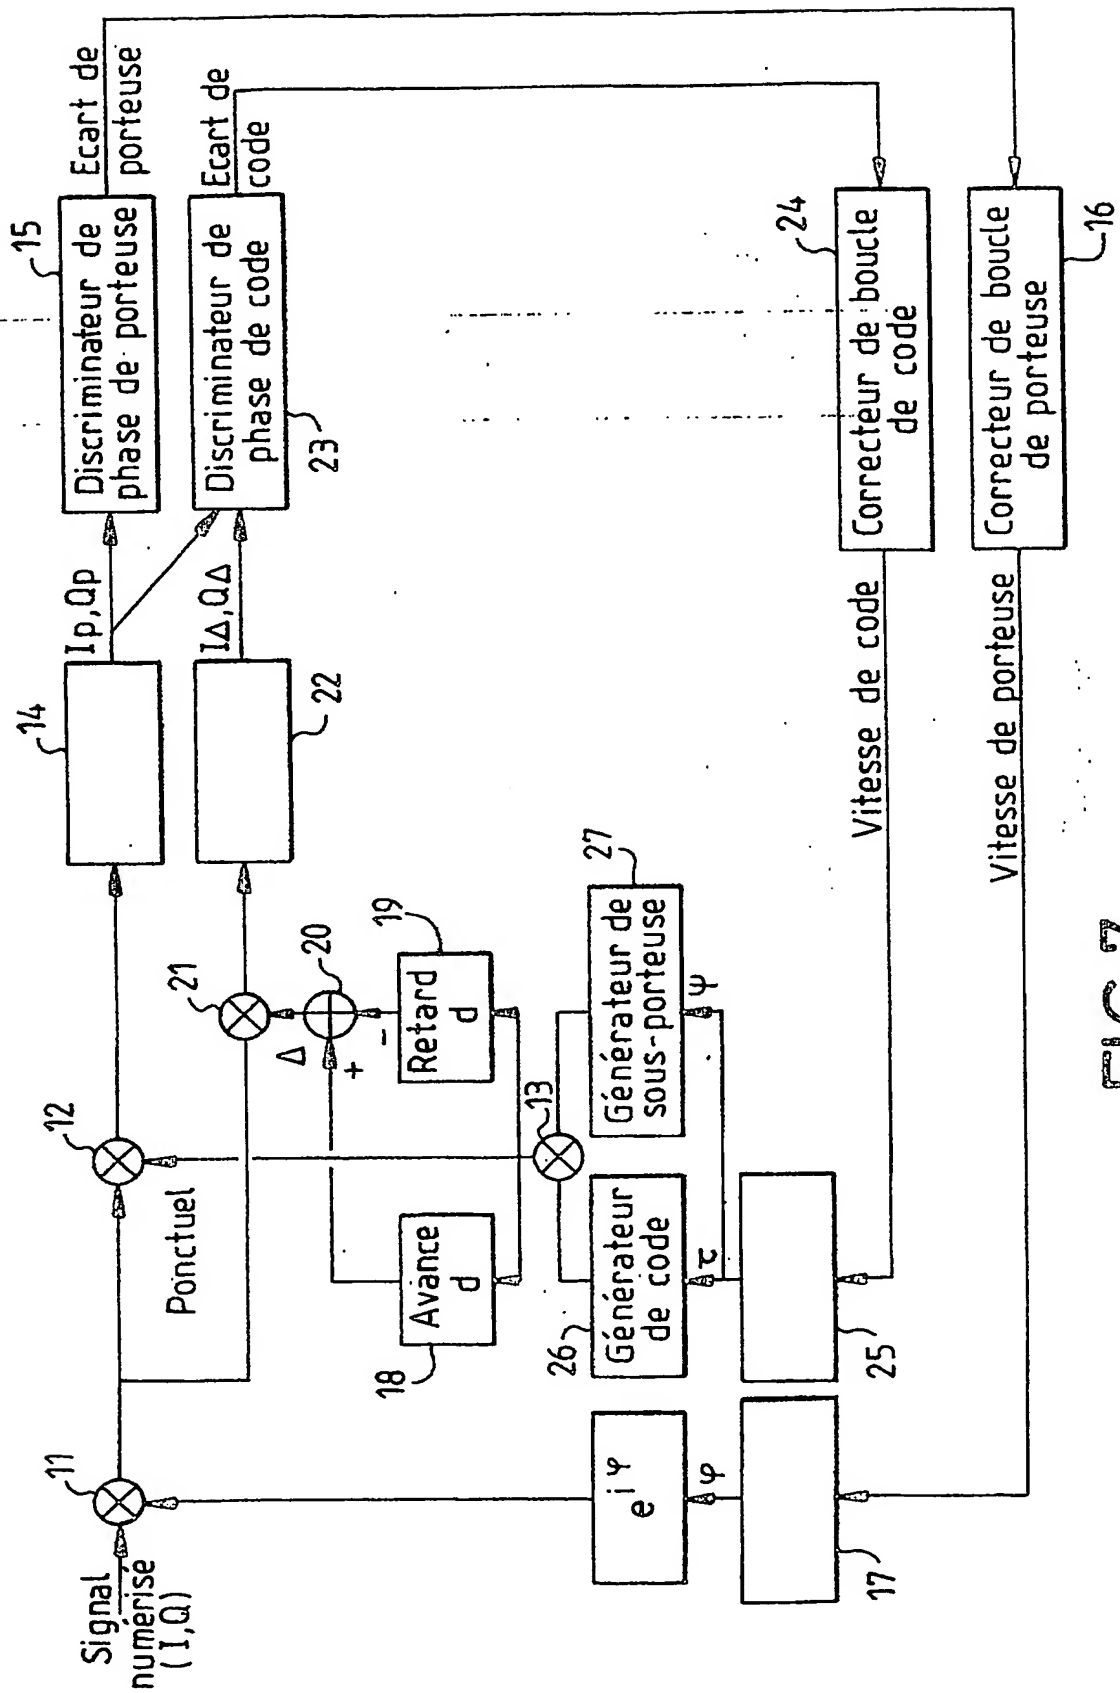 Signal
numérisé
(I,Q)
11
12
Ponctuel
14
Ip,Qp
15
Discriminateur de
phase de porteuse
Ecart de
porteuse
21
22
IΔ,QΔ
Discriminateur de
phase de code
23
Ecart de
code
Δ
20
+
-
18
Avance
d
19
Retard
d
13
e^iφ
26
Générateur
de code
27
Générateur de
sous-porteuse
φ
τ
Ψ
17
25
Vitesse de code
24
Correcteur de boucle
de code
Vitesse de porteuse
Correcteur de boucle
de porteuse
16